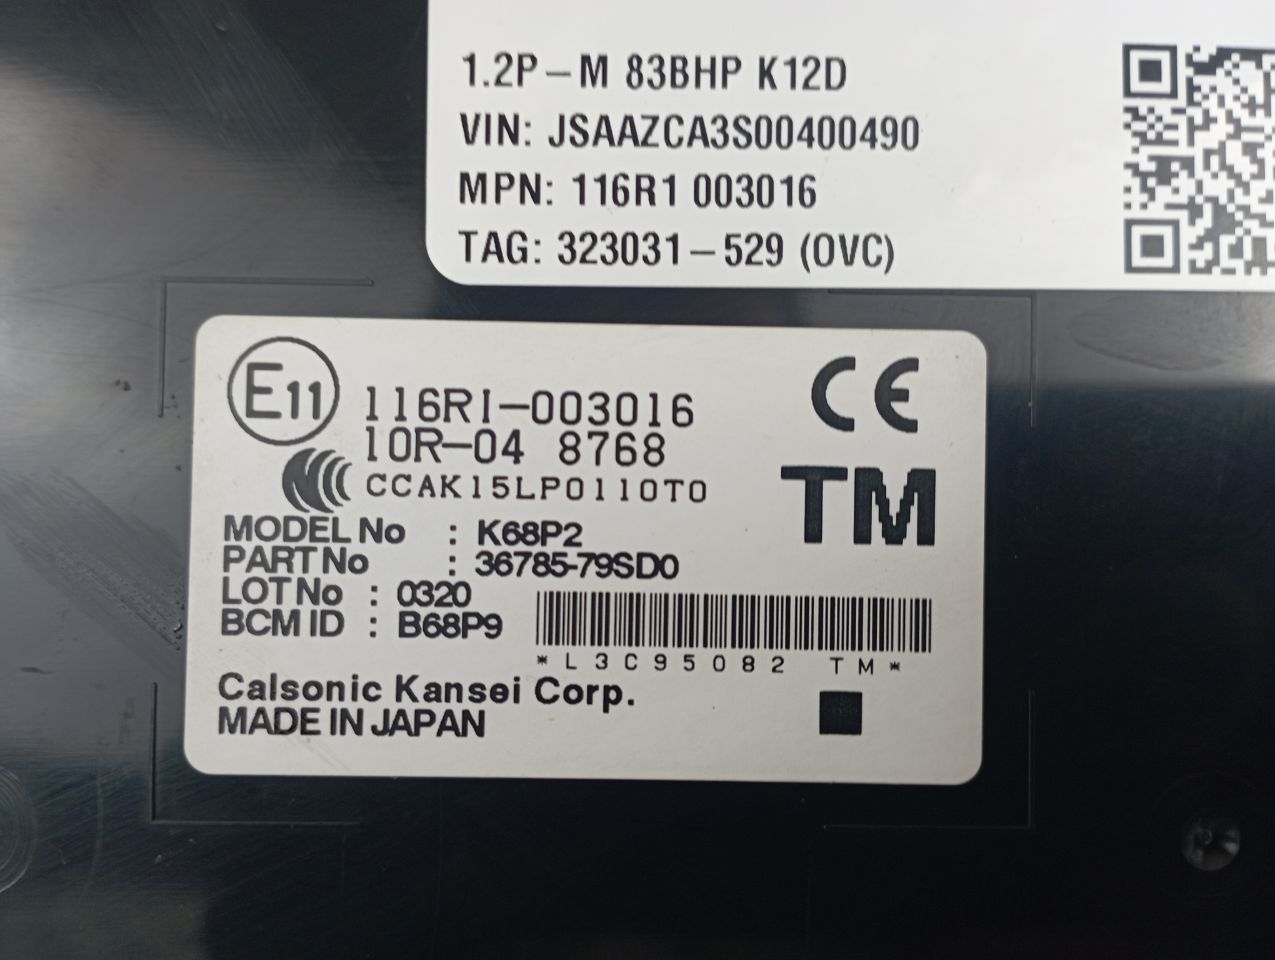 1.2P-M 83BHP K12D
VIN: JSAAZCA3S00400490
MPN: 116R1 003016
TAG: 323031-529 (OVC)
E11
116RI-003016
10R-04 8768
CCAK15LP0110T0
CE
TM
MODEL No : K68P2
PART No : 36785-79SD0
LOT No : 0320
BCM ID : B68P9
*L3C95082 TM*
Calsonic Kansei Corp.
MADE IN JAPAN